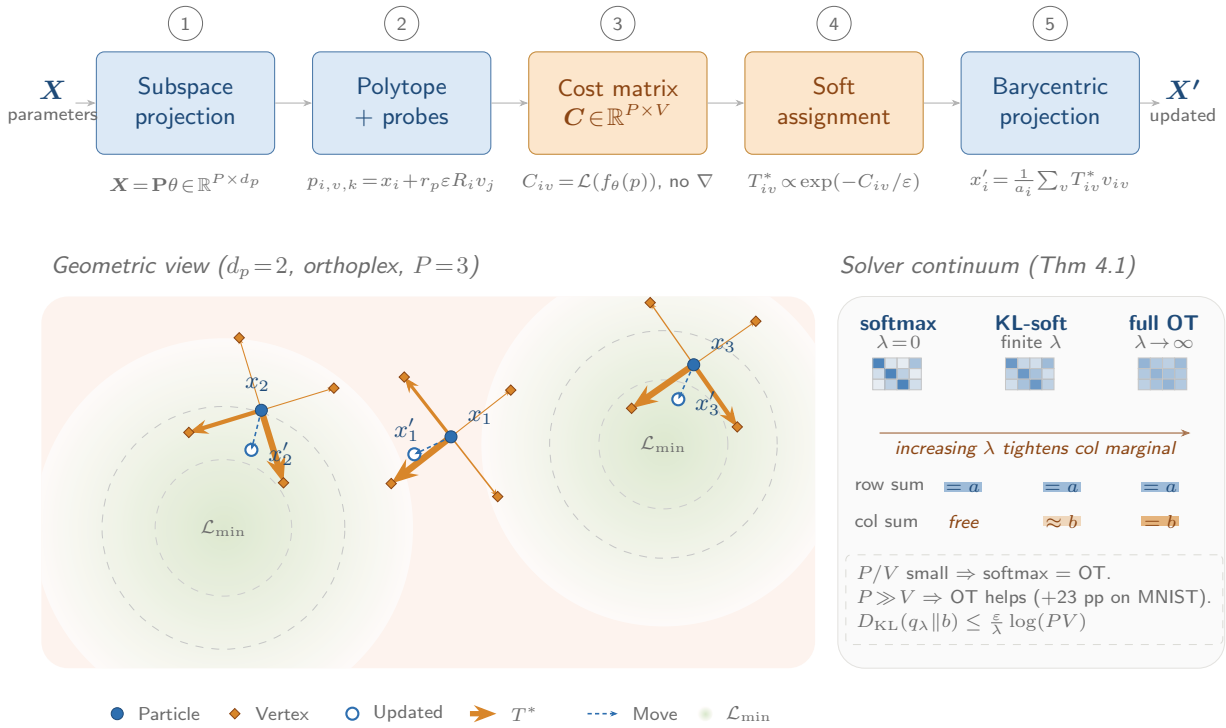 1 2 3 4 5
X
parameters
Subspace
projection
Polytope
+ probes
Cost matrix
C ∈ ℝ^{P×V}
Soft
assignment
Barycentric
projection
X′
updated
X = Pθ ∈ ℝ^{P×d_p}
p_{i,v,k} = x_i + r_p εR_i v_j
C_{iv} = ℒ(f_θ(p)), no ∇
T*_{iv} ∝ exp(−C_{iv}/ε)
x′_i = 1/a_i ∑_v T*_{iv} v_{iv}
Geometric view (d_p = 2, orthoplex, P = 3)
x_2
x′_2
ℒ_min
x_1
x′_1
x_3
x′_3
ℒ_min
Particle Vertex Updated T* Move ℒ_min
Solver continuum (Thm 4.1)
softmax KL-soft full OT
λ = 0 finite λ λ → ∞
increasing λ tightens col marginal
row sum = a = a = a
col sum free ≈ b = b
P/V small ⇒ softmax = OT.
P ≫ V ⇒ OT helps (+23 pp on MNIST).
D_KL(q_λ∥b) ≤ ε/λ log(PV)